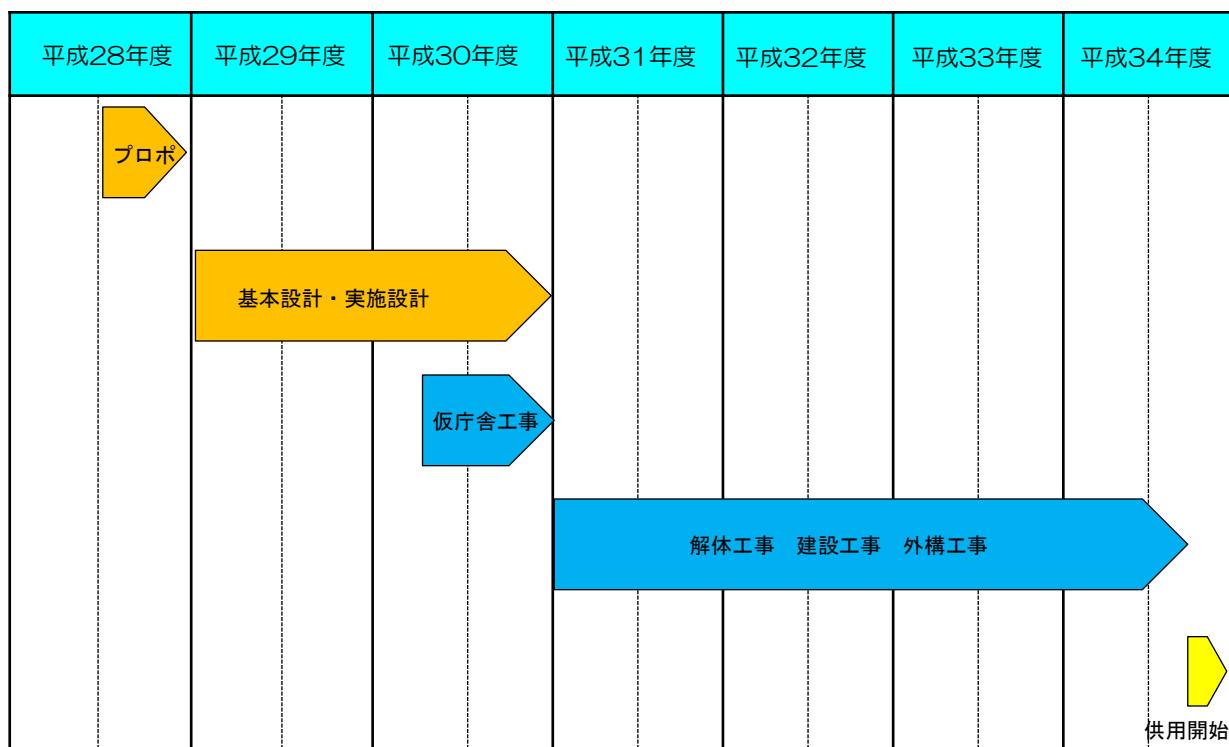 平成28年度 平成29年度 平成30年度 平成31年度 平成32年度 平成33年度 平成34年度
プロポ
基本設計・実施設計
仮庁舎工事
解体工事　建設工事　外構工事
供用開始